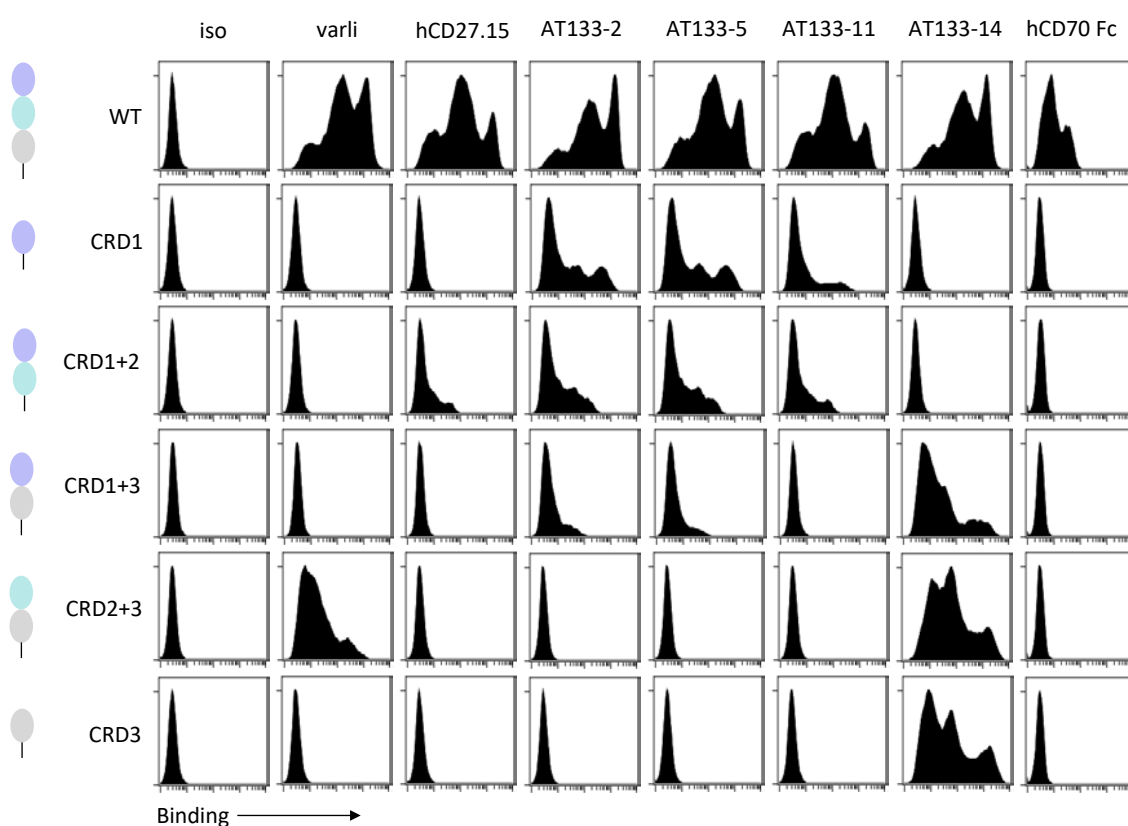 iso varli hCD27.15 AT133-2 AT133-5 AT133-11 AT133-14 hCD70 Fc
WT
CRD1
CRD1+2
CRD1+3
CRD2+3
CRD3
Binding